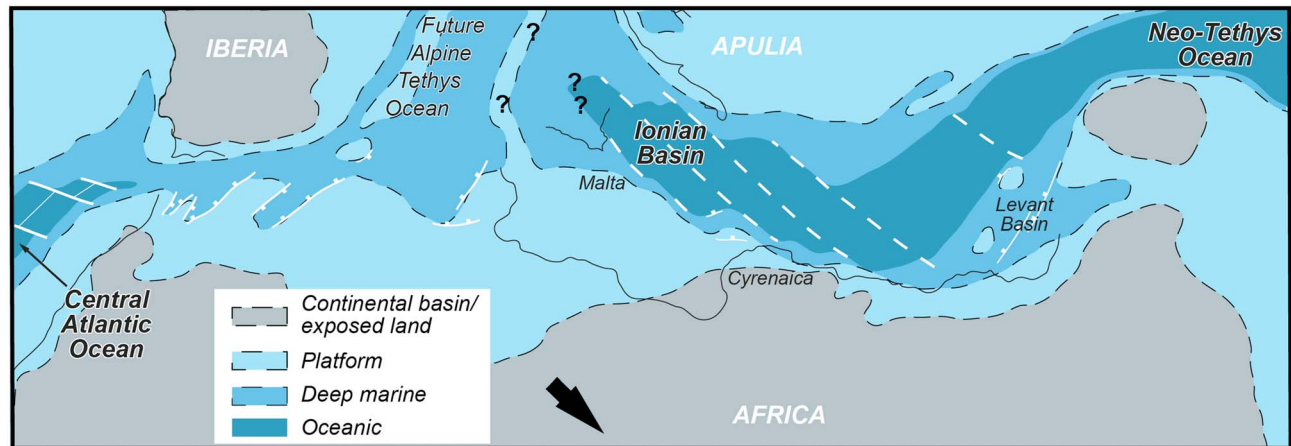 IBERIA
Future
Alpine
Tethys
Ocean
?
?
?
?
APULIA
Neo-Tethys
Ocean
Ionian
Basin
Malta
Levant
Basin
Cyrenaica
Central
Atlantic
Ocean
Continental basin/
exposed land
Platform
Deep marine
Oceanic
AFRICA